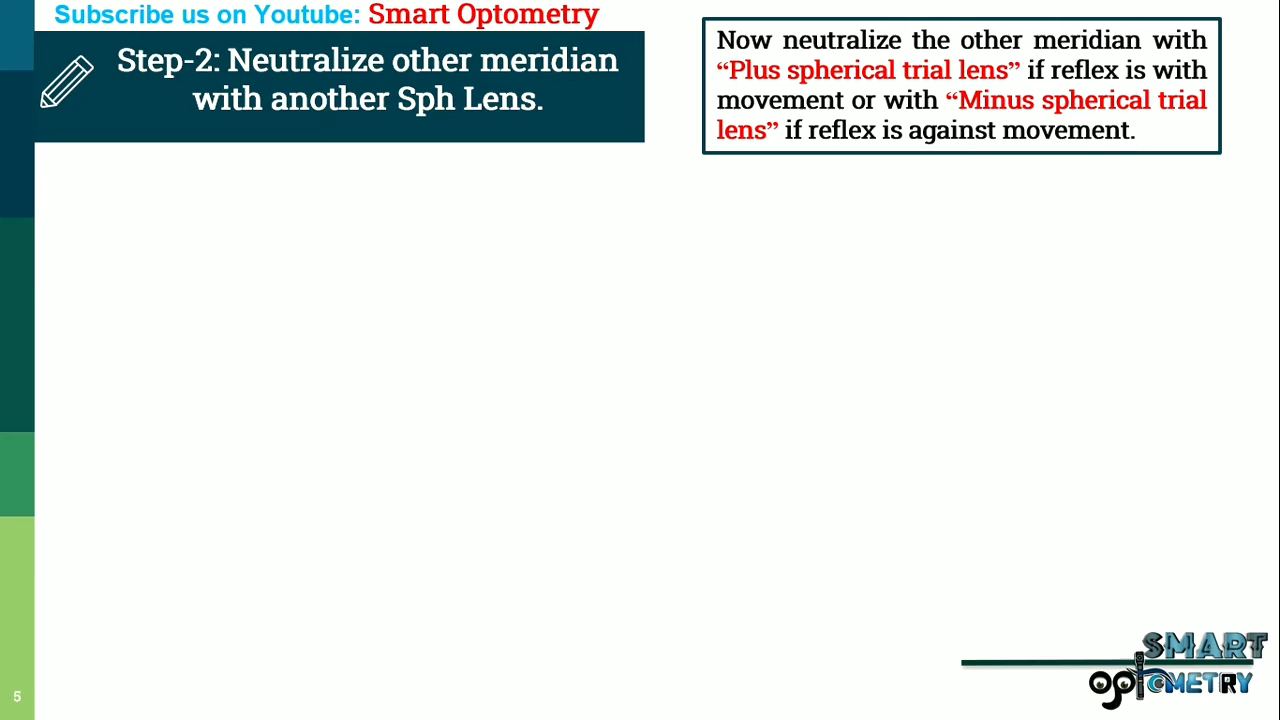 Subscribe us on Youtube: Smart Optometry
Step-2: Neutralize other meridian
with another Sph Lens.
Now neutralize the other meridian with
“Plus spherical trial lens” if reflex is with
movement or with “Minus spherical trial
lens” if reflex is against movement.
SMART
OptOMETRY
5